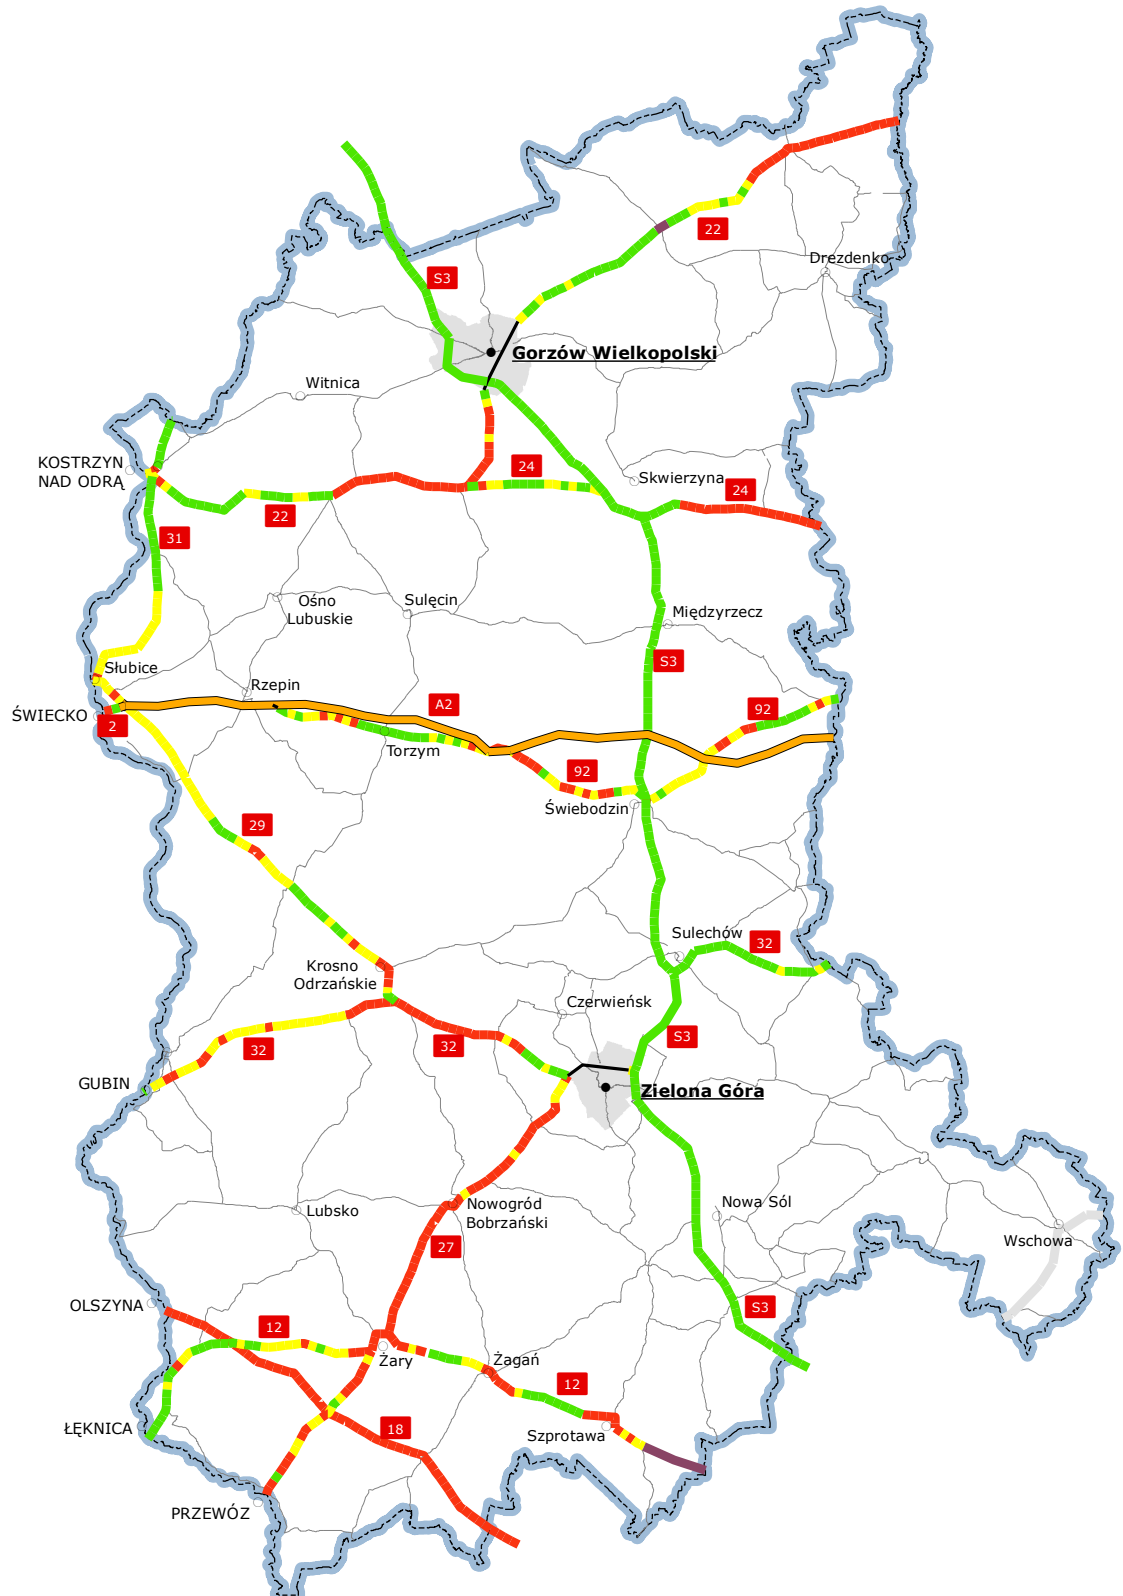 22
Drezdenko
S3
Gorzów Wielkopolski
Witnica
KOSTRZYN
NAD ODRĄ
24
Skwierzyna
24
22
31
Ośno
Lubuskie
Sulęcin
Międzyrzecz
S3
Słubice
Rzepin
A2
92
ŚWIECKO
2
Torzym
92
Świebodzin
29
Sulechów
32
Krosno
Odrzańskie
Czerwieńsk
32
32
S3
GUBIN
Zielona Góra
Lubsko
Nowogród
Bobrzański
Nowa Sól
Wschowa
27
OLSZYNA
12
S3
Żary
Żagań
12
ŁĘKNICA
18
Szprotawa
PRZEWÓZ